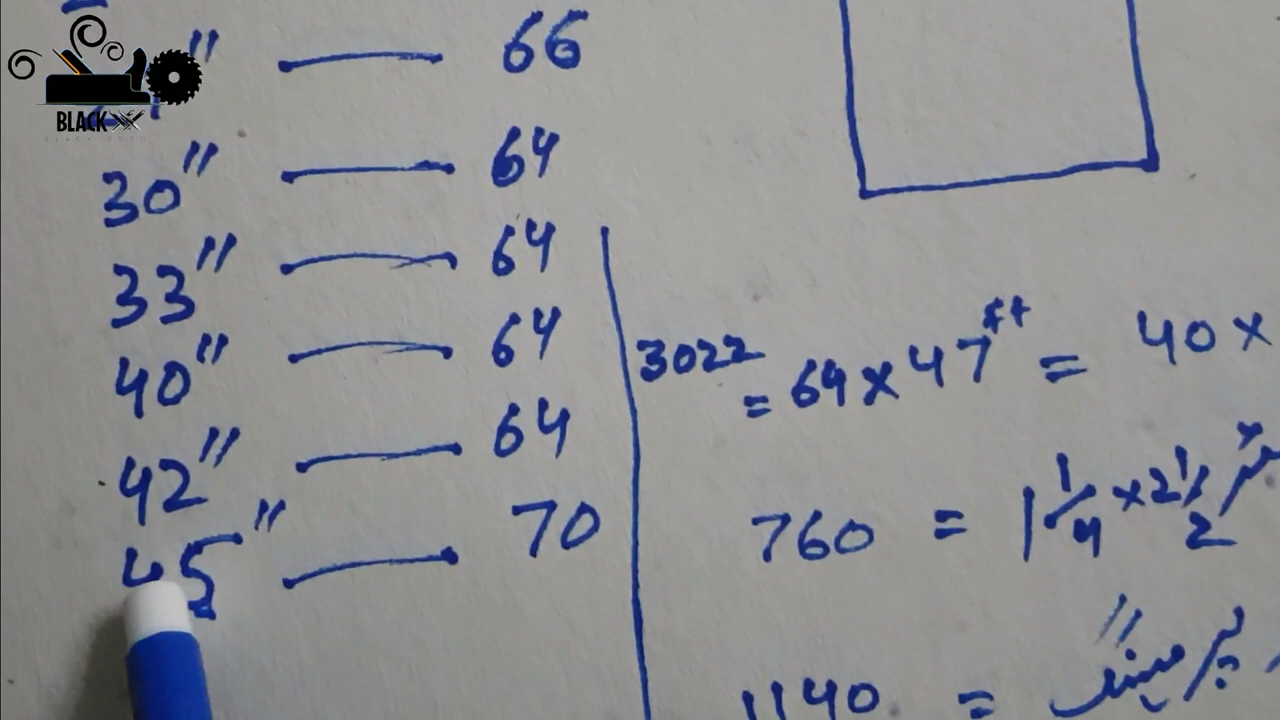 ″ — 66
BLACK
30″ — 64
33″ — 64
40″ — 64
42″ — 64
45″ — 70
3022 = 64 × 47 = 40 ×
760 = 1 1/4 × 2 1/2
1140 =